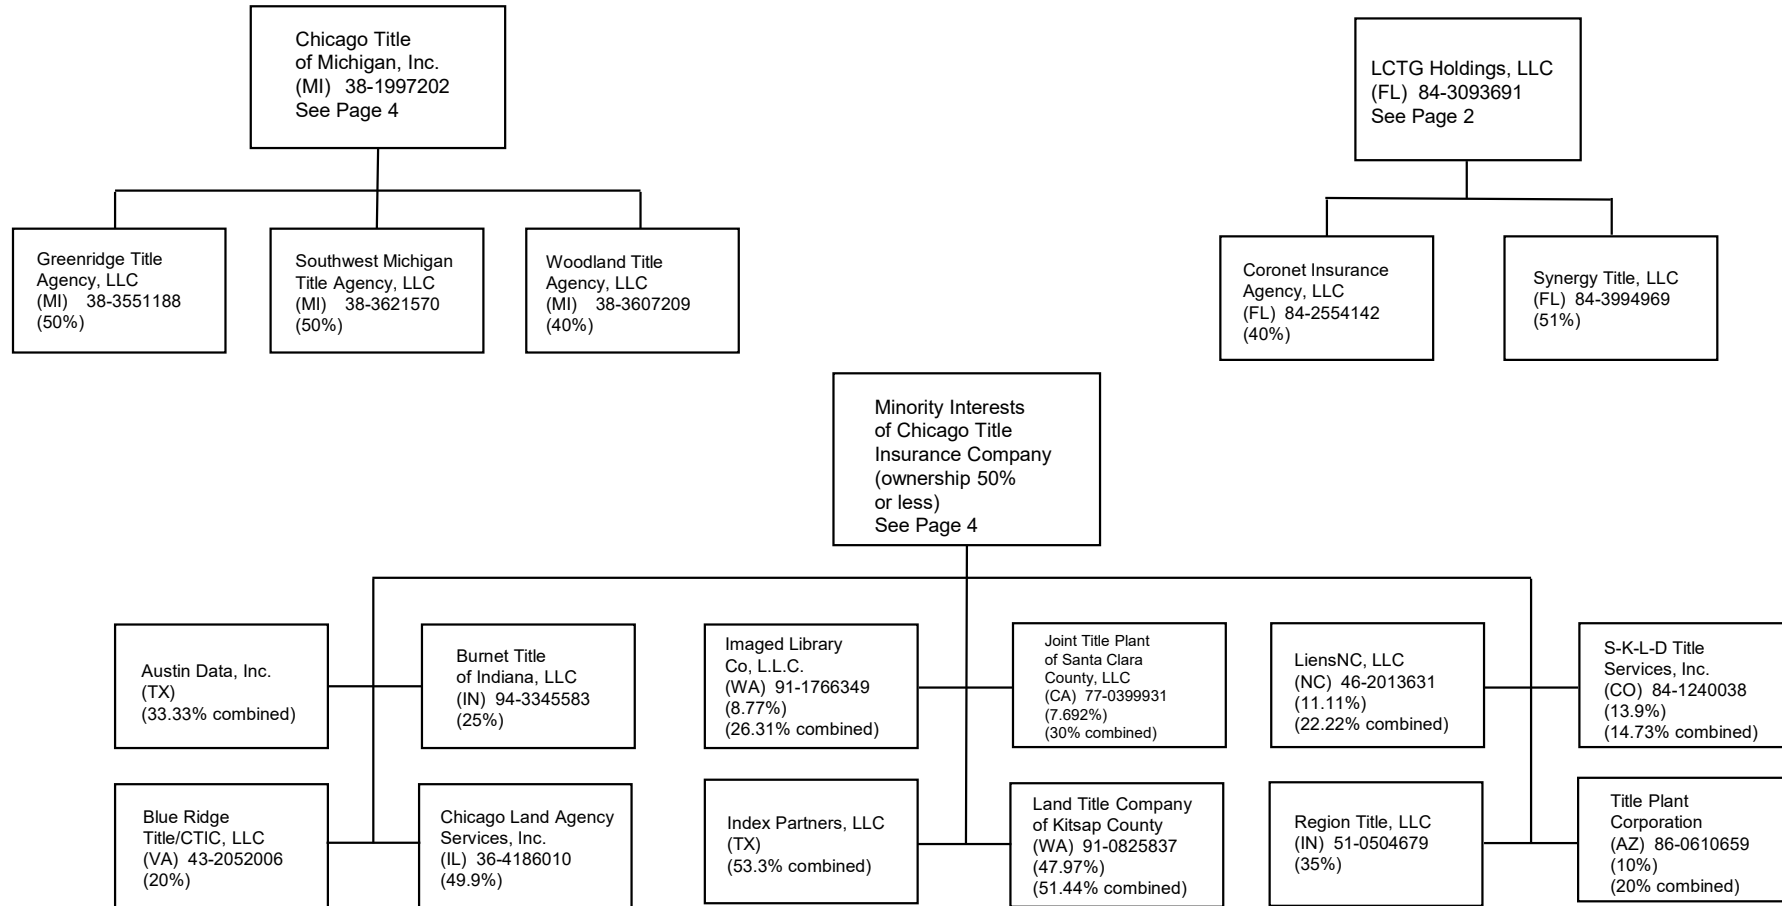 Chicago Title
of Michigan, Inc.
(MI) 38-1997202
See Page 4
LCTG Holdings, LLC
(FL) 84-3093691
See Page 2
Greenridge Title
Agency, LLC
(MI) 38-3551188
(50%)
Southwest Michigan
Title Agency, LLC
(MI) 38-3621570
(50%)
Woodland Title
Agency, LLC
(MI) 38-3607209
(40%)
Coronet Insurance
Agency, LLC
(FL) 84-2554142
(40%)
Synergy Title, LLC
(FL) 84-3994969
(51%)
Minority Interests
of Chicago Title
Insurance Company
(ownership 50%
or less)
See Page 4
Austin Data, Inc.
(TX)
(33.33% combined)
Burnet Title
of Indiana, LLC
(IN) 94-3345583
(25%)
Imaged Library
Co, L.L.C.
(WA) 91-1766349
(8.77%)
(26.31% combined)
Joint Title Plant
of Santa Clara
County, LLC
(CA) 77-0399931
(7.692%)
(30% combined)
LiensNC, LLC
(NC) 46-2013631
(11.11%)
(22.22% combined)
S-K-L-D Title
Services, Inc.
(CO) 84-1240038
(13.9%)
(14.73% combined)
Blue Ridge
Title/CTIC, LLC
(VA) 43-2052006
(20%)
Chicago Land Agency
Services, Inc.
(IL) 36-4186010
(49.9%)
Index Partners, LLC
(TX)
(53.3% combined)
Land Title Company
of Kitsap County
(WA) 91-0825837
(47.97%)
(51.44% combined)
Region Title, LLC
(IN) 51-0504679
(35%)
Title Plant
Corporation
(AZ) 86-0610659
(10%)
(20% combined)